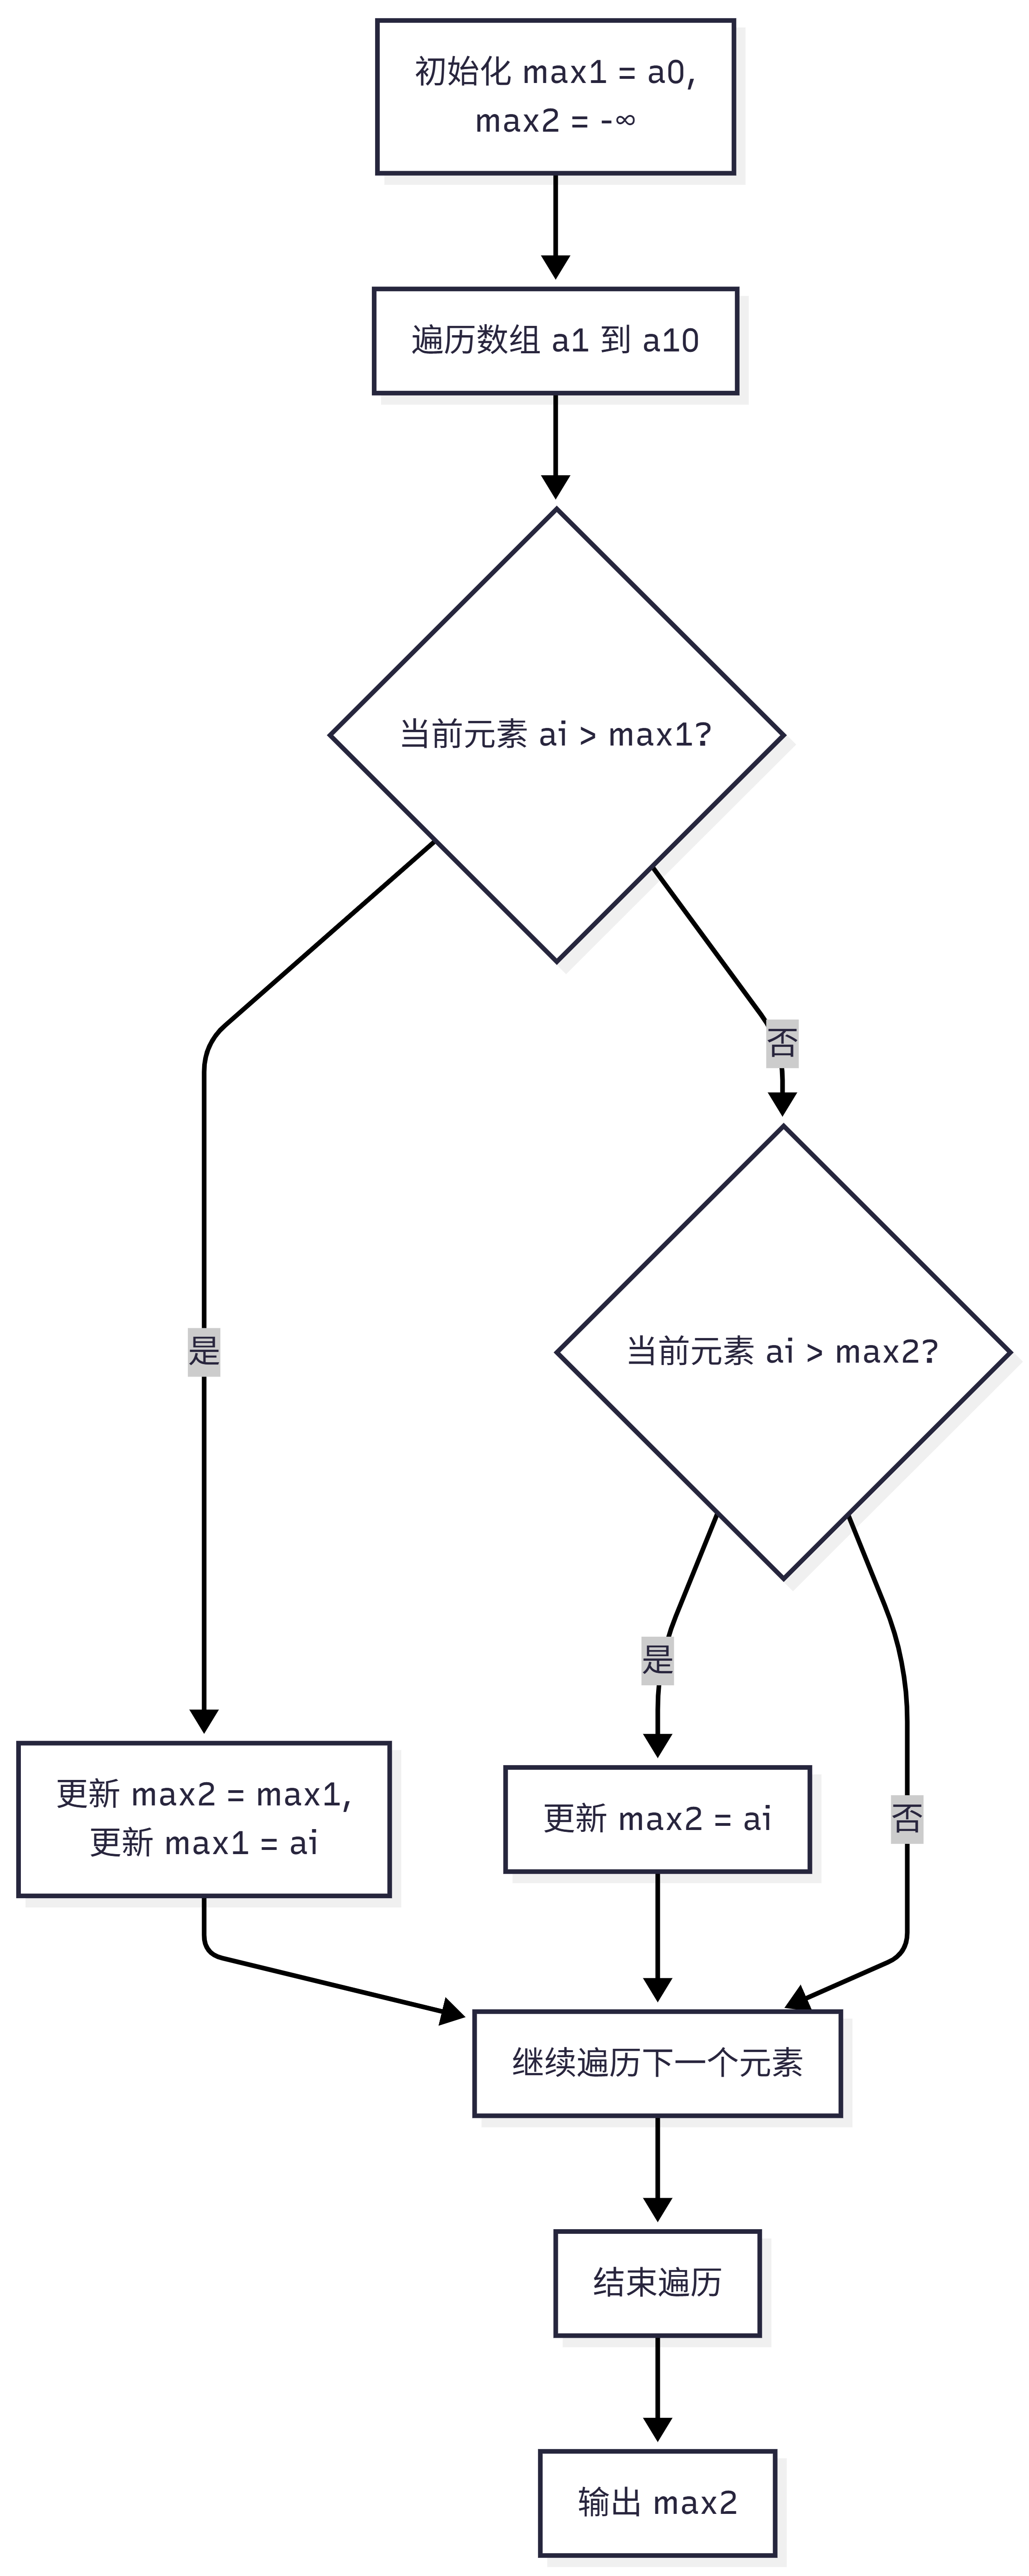 初始化 max1 = a0,
max2 = -∞
遍历数组 a1 到 a10
当前元素 ai > max1?
否
是
当前元素 ai > max2?
是
否
更新 max2 = max1,
更新 max1 = ai
更新 max2 = ai
继续遍历下一个元素
结束遍历
输出 max2